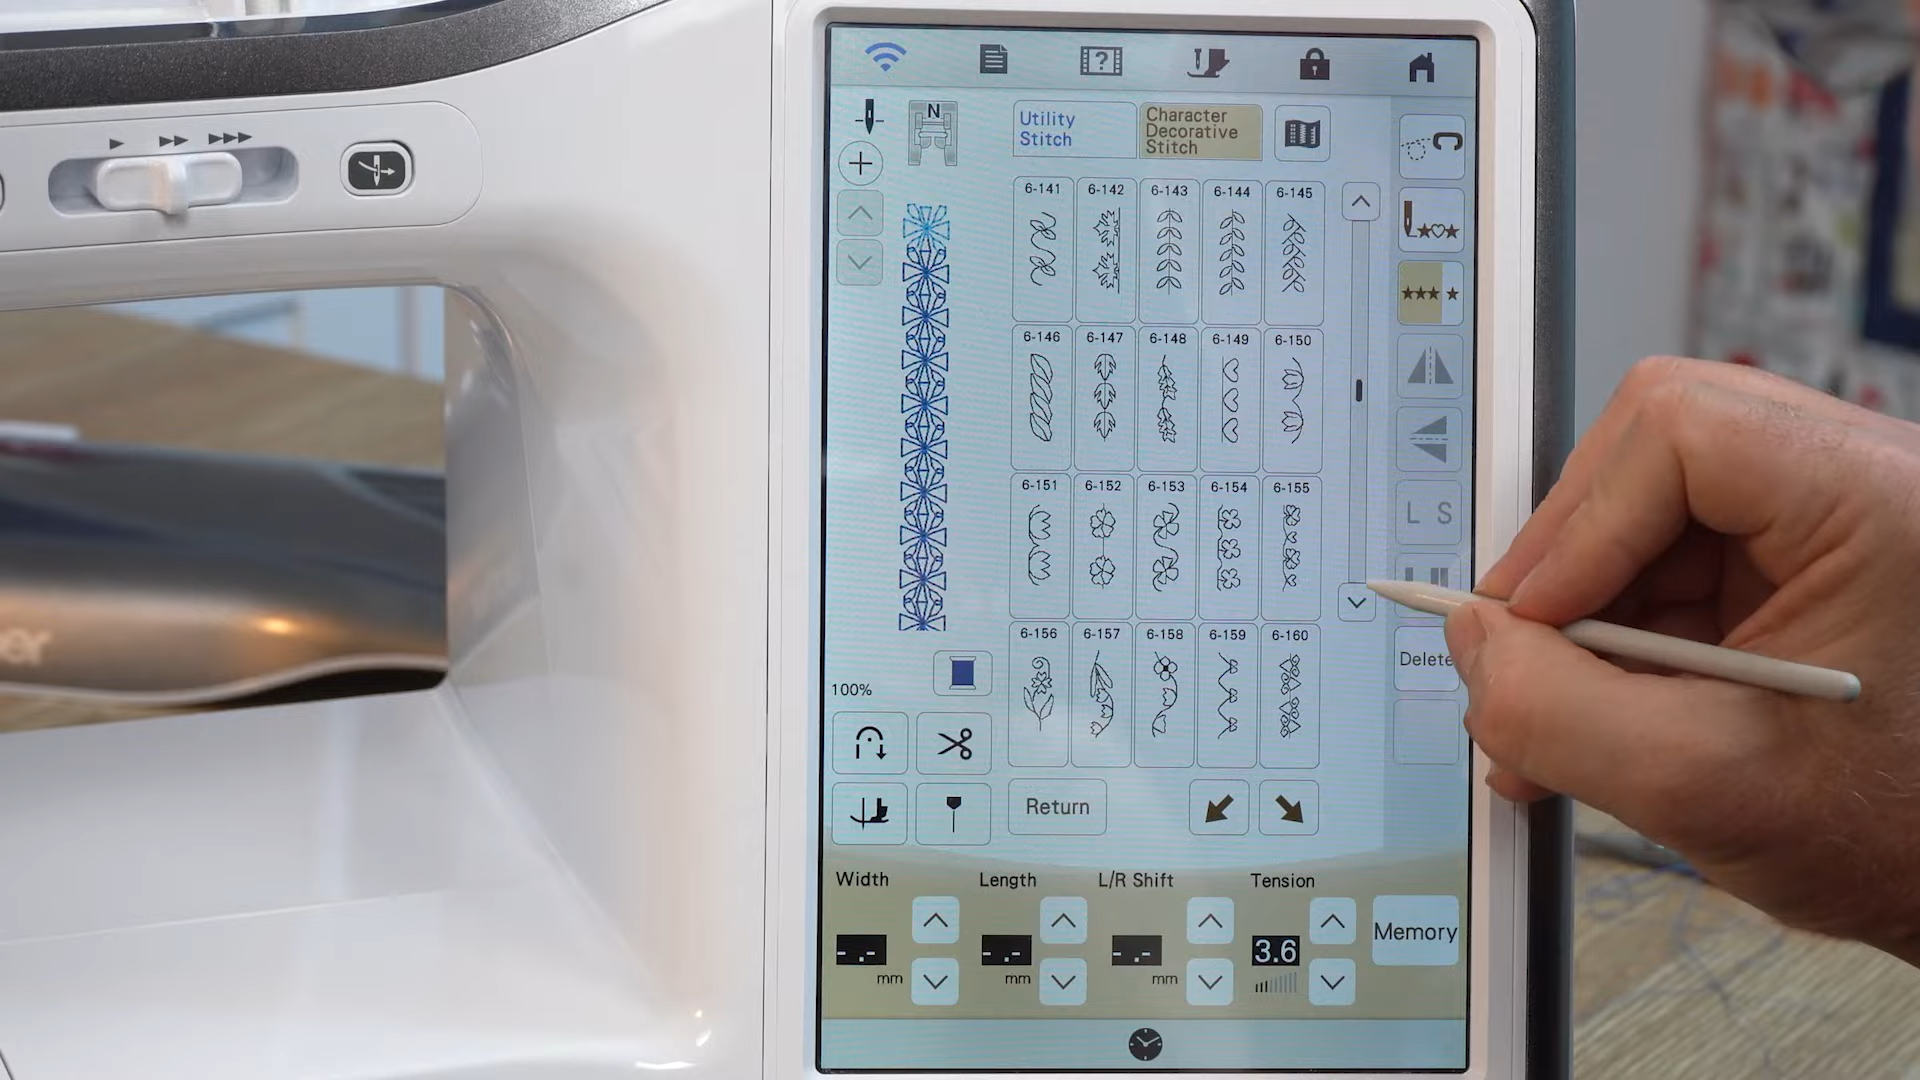 N
Utility
Stitch
Character
Decorative
Stitch
6-141 6-142 6-143 6-144 6-145
6-146 6-147 6-148 6-149 6-150
6-151 6-152 6-153 6-154 6-155
6-156 6-157 6-158 6-159 6-160
L S
Delete
100%
Return
Width Length L/R Shift Tension
-.- -.- -.- 3.6
mm mm mm
Memory